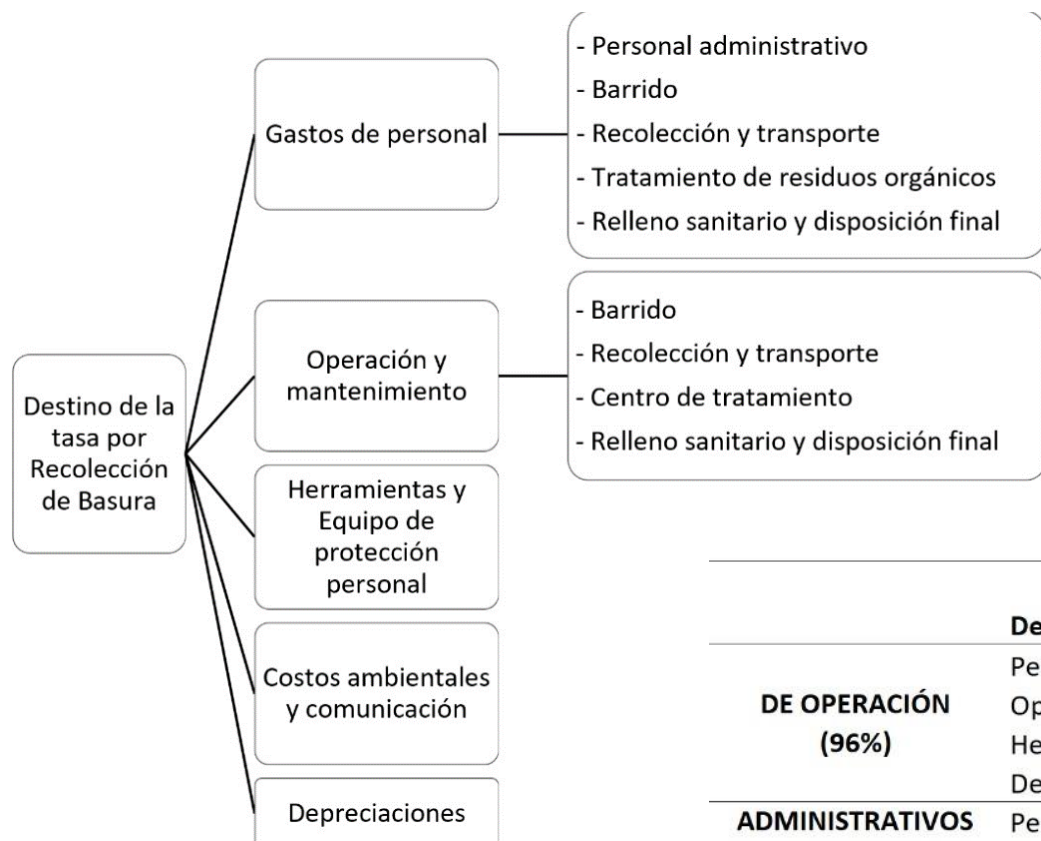 Destino de la
tasa por
Recolección
de Basura
Gastos de personal
- Personal administrativo
- Barrido
- Recolección y transporte
- Tratamiento de residuos orgánicos
- Relleno sanitario y disposición final
Operación y
mantenimiento
- Barrido
- Recolección y transporte
- Centro de tratamiento
- Relleno sanitario y disposición final
Herramientas y
Equipo de
protección
personal
Costos ambientales
y comunicación
Depreciaciones
DE OPERACIÓN
(96%)
ADMINISTRATIVOS